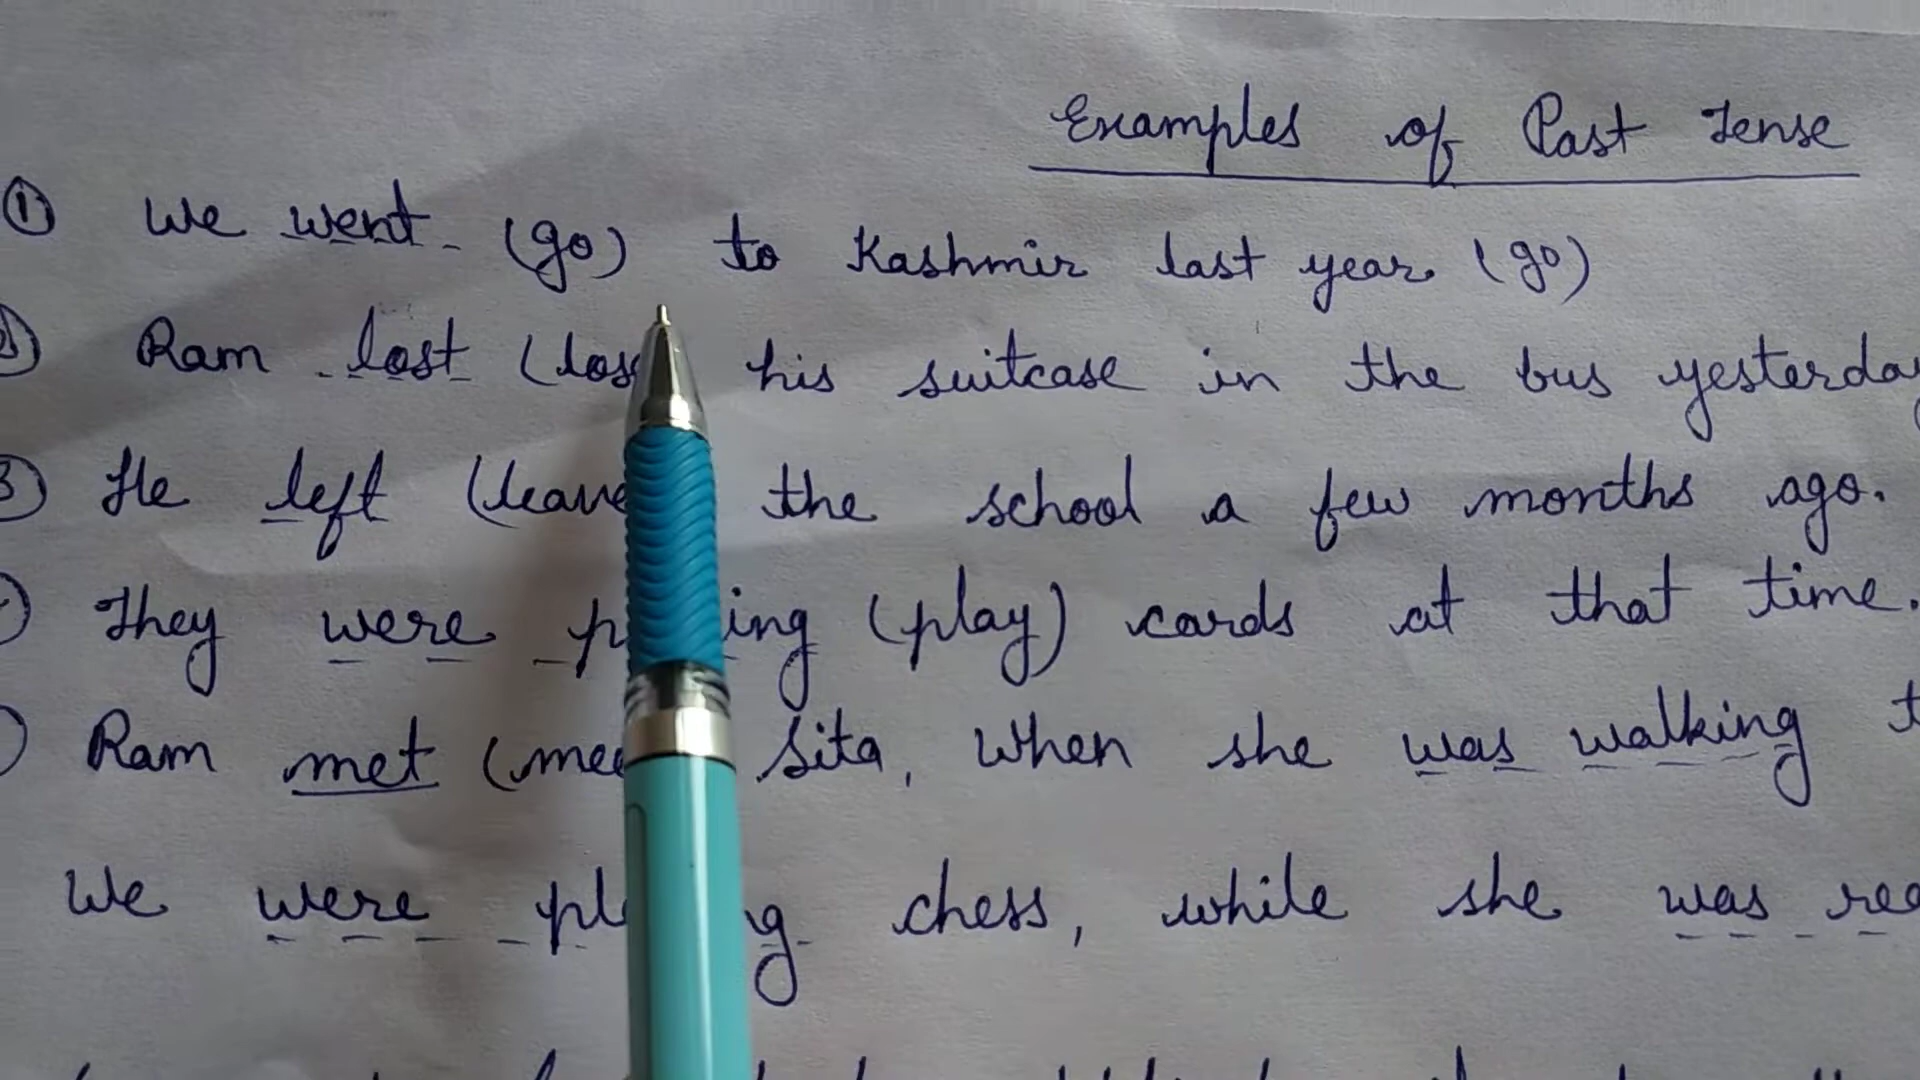 Examples of Past Tense
① We went (go) to Kashmir last year (go)
Ram lost his suitcase in the bus
He left the school a few months ago.
They were (play) cards at that time.
Ram met Sita, when she was walking
We were chess, while she was